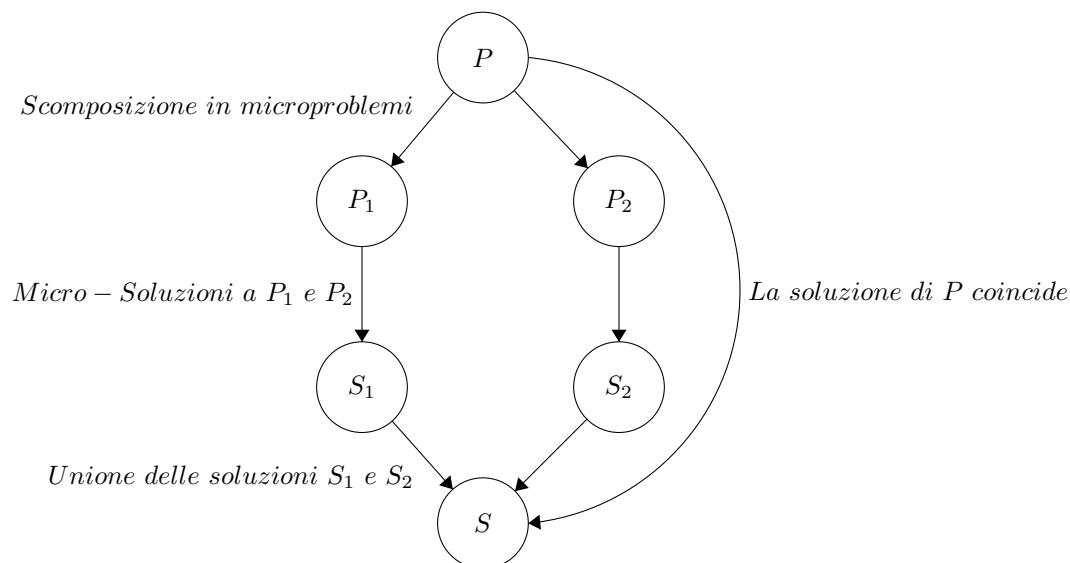 P
Scomposizione in microproblemi
P₁
P₂
Micro − Soluzioni a P₁ e P₂
La soluzione di P coincide
S₁
S₂
Unione delle soluzioni S₁ e S₂
S